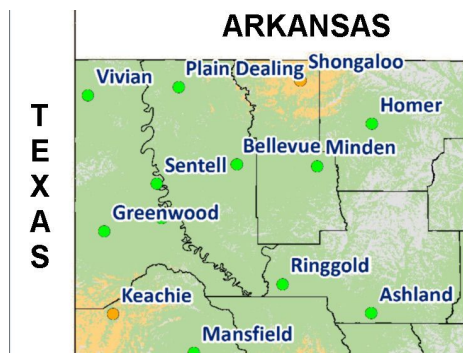 ARKANSAS
TEXAS
Vivian
Plain Dealing
Shongaloo
Homer
Bellevue
Minden
Sentell
Greenwood
Ringgold
Keachie
Ashland
Mansfield